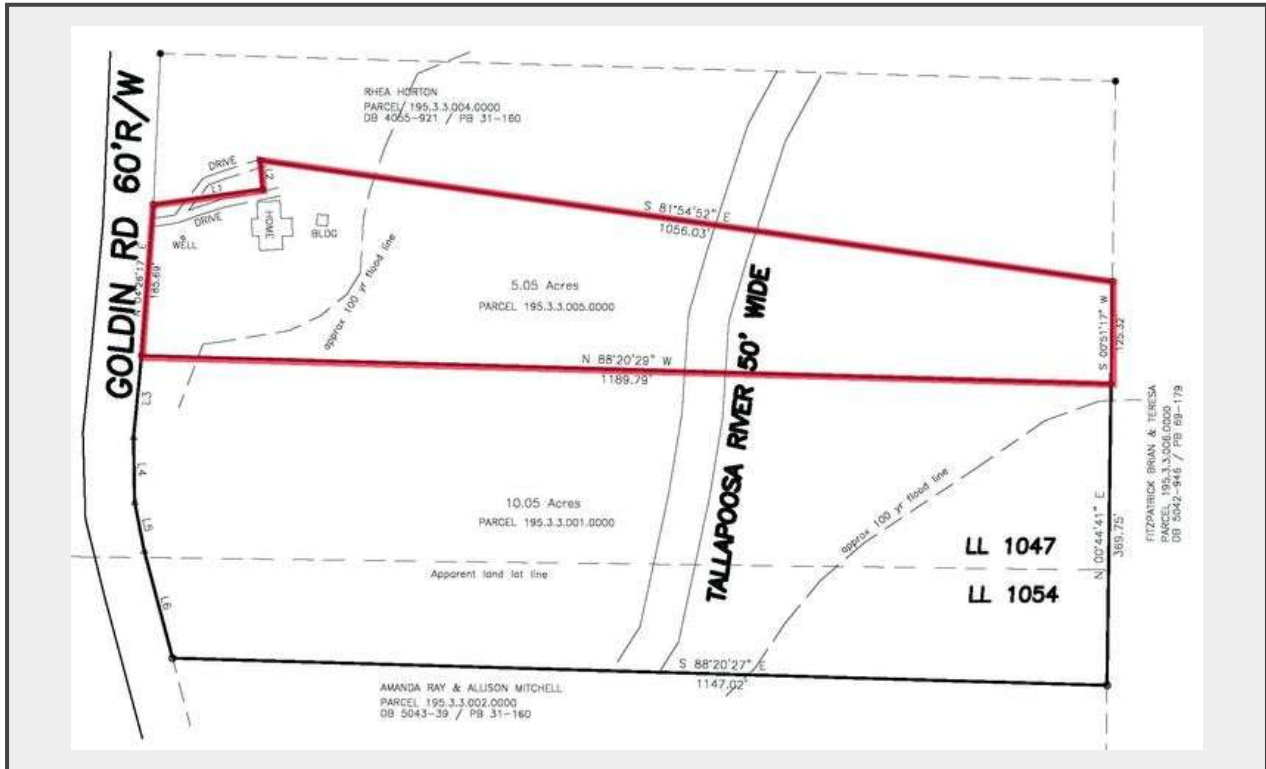 GOLDIN RD 60'R/W
RHEA HORTON
PARCEL 195.3.3.004.0000
DB 4055-921 / PB 31-160
DRIVE
L1
L2
DRIVE
HOME
BLDG
WELL
N 04°26'17" E
185.69'
approx 100 yr flood line
S 81°54'52" E
1056.03'
5.05 Acres
PARCEL 195.3.3.005.0000
N 88°20'29" W
1189.79'
TALLAPOOSA RIVER 50' WIDE
S 00°51'17" W
125.32
L3
L4
L5
L6
10.05 Acres
PARCEL 195.3.3.001.0000
approx 100 yr flood line
FITZPATRICK BRIAN & TERESA
PARCEL 195.3.3.006.0000
DB 5042-946 / PB 69-179
N 00°44'41" E
369.75'
LL 1047
LL 1054
Apparent land lot line
S 88°20'27" E
1147.02'
AMANDA RAY & ALLISON MITCHELL
PARCEL 195.3.3.002.0000
DB 5043-39 / PB 31-160